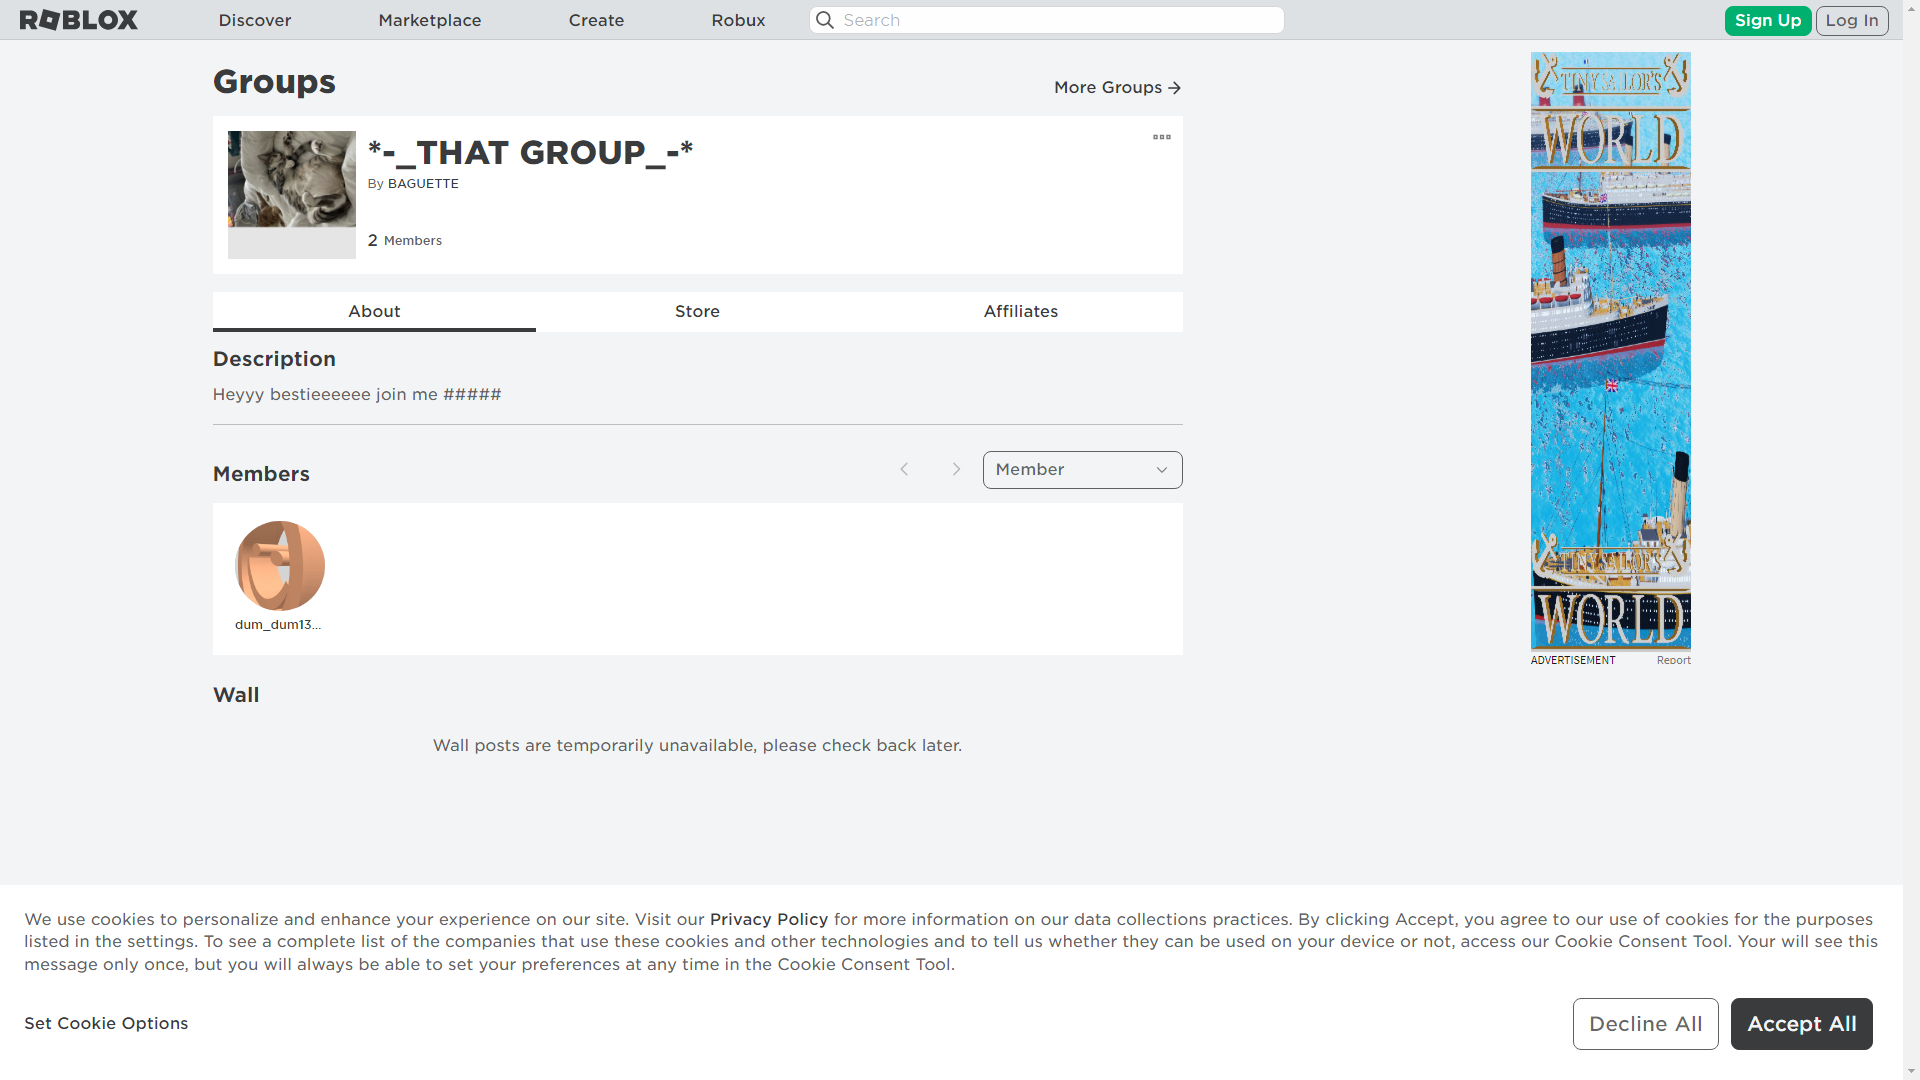 ROBLOX
Discover
Marketplace
Create
Robux
Search
Sign Up
Log In
Groups
More Groups
*-_THAT GROUP_-*
By BAGUETTE
2 Members
About
Store
Affiliates
Description
Heyyy bestieeeeee join me #####
Members
Member
dum_dum13...
Wall
Wall posts are temporarily unavailable, please check back later.
TINYSAILOR'S
WORLD
TINYSAILOR'S
WORLD
ADVERTISEMENT
Report
We use cookies to personalize and enhance your experience on our site. Visit our Privacy Policy for more information on our data collections practices. By clicking Accept, you agree to our use of cookies for the purposes
listed in the settings. To see a complete list of the companies that use these cookies and other technologies and to tell us whether they can be used on your device or not, access our Cookie Consent Tool. Your will see this
message only once, but you will always be able to set your preferences at any time in the Cookie Consent Tool.
Set Cookie Options
Decline All
Accept All